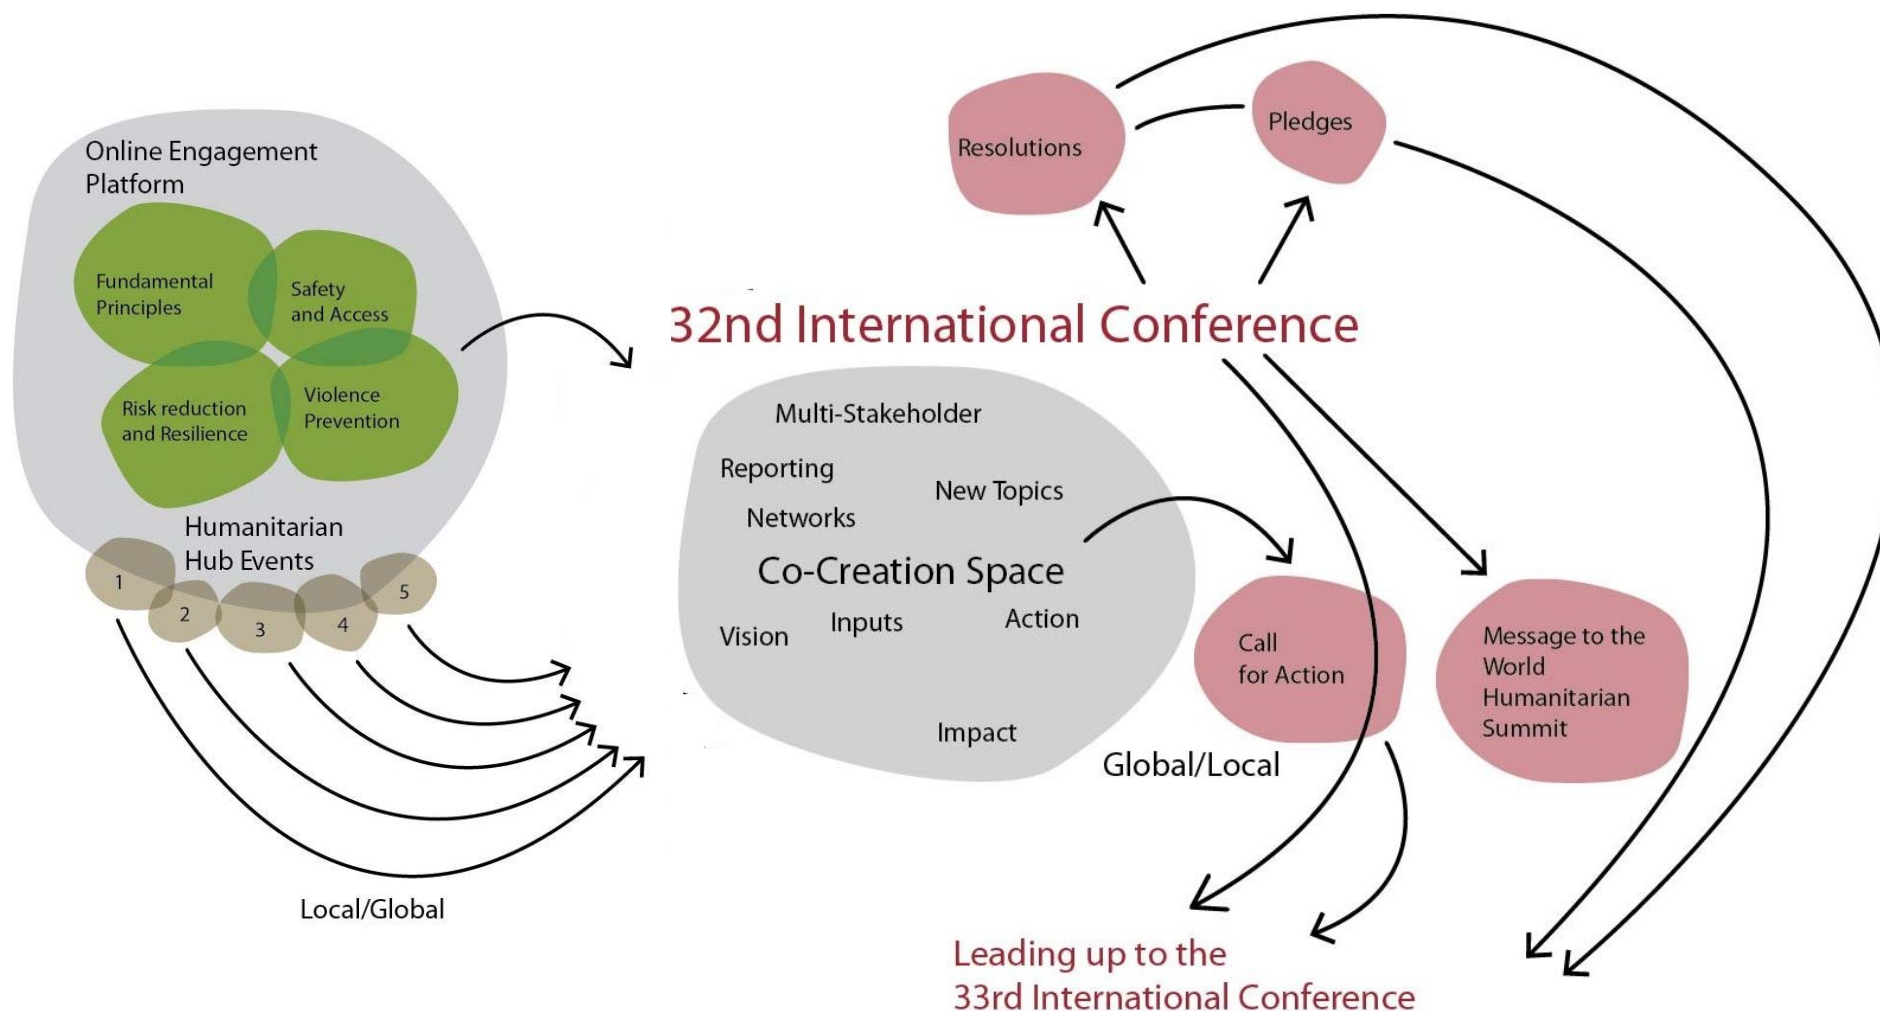 Online Engagement
Platform
Fundamental
Principles
Safety
and Access
Risk reduction
and Resilience
Violence
Prevention
Humanitarian
Hub Events
1
2
3
4
5
Local/Global
Resolutions
Pledges
32nd International Conference
Multi-Stakeholder
Reporting
New Topics
Networks
Co-Creation Space
Inputs
Action
Vision
Impact
Global/Local
Call
for Action
Message to the
World
Humanitarian
Summit
Leading up to the
33rd International Conference